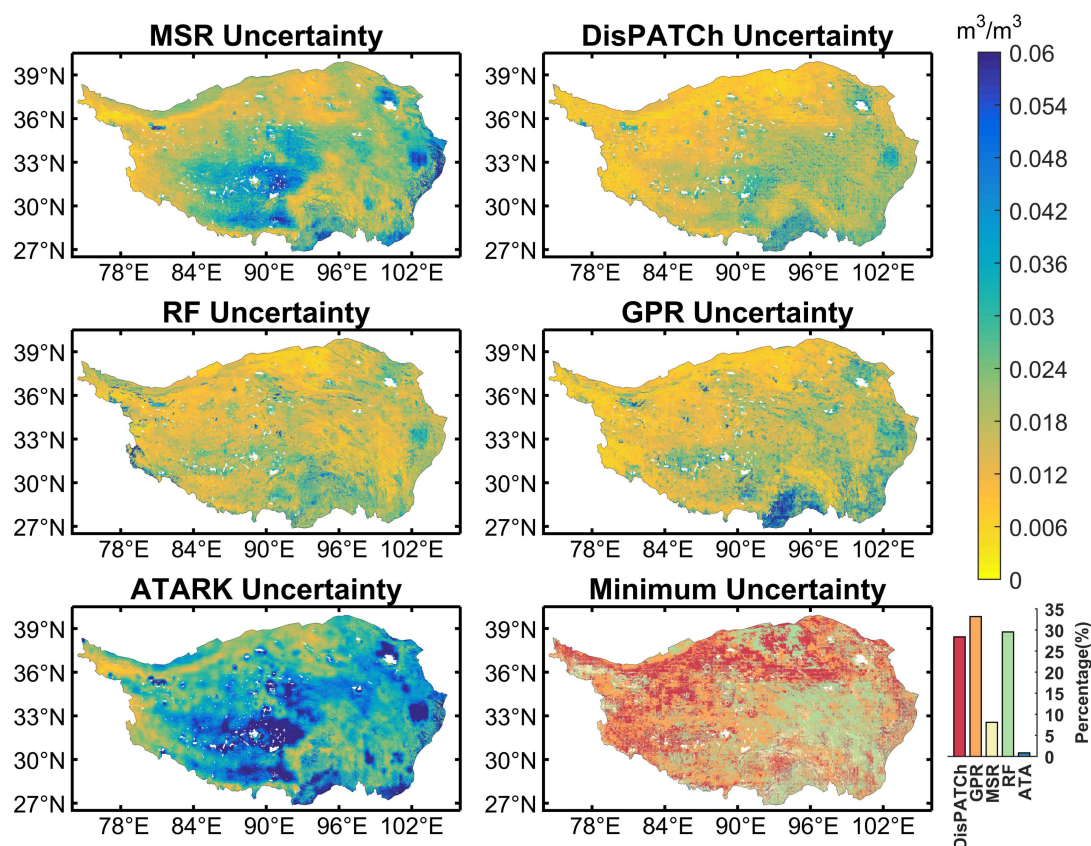 MSR Uncertainty
39°N
36°N
33°N
30°N
27°N
78°E 84°E 90°E 96°E 102°E
DisPATCh Uncertainty
39°N
36°N
33°N
30°N
27°N
78°E 84°E 90°E 96°E 102°E
m³/m³
0.06
0.054
0.048
0.042
0.036
0.03
0.024
0.018
0.012
0.006
0
RF Uncertainty
39°N
36°N
33°N
30°N
27°N
78°E 84°E 90°E 96°E 102°E
GPR Uncertainty
39°N
36°N
33°N
30°N
27°N
78°E 84°E 90°E 96°E 102°E
ATARK Uncertainty
39°N
36°N
33°N
30°N
27°N
78°E 84°E 90°E 96°E 102°E
Minimum Uncertainty
39°N
36°N
33°N
30°N
27°N
78°E 84°E 90°E 96°E 102°E
35
30
25
20
15
10
5
0
Percentage(%)
DisPATCh
GPR
MSR
RF
ATA